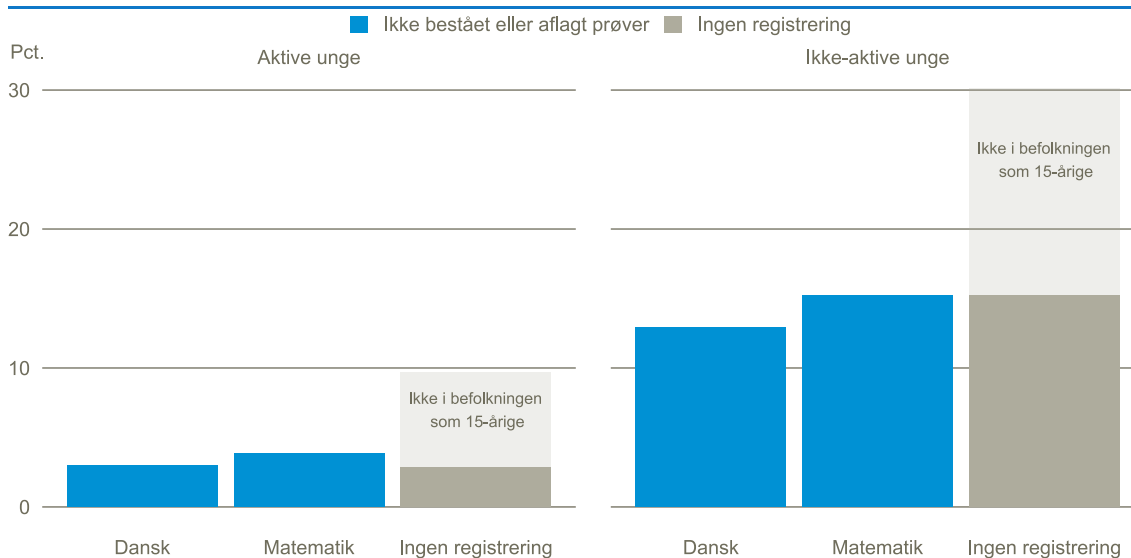 Ikke bestået eller aflagt prøver Ingen registrering
Pct.
Aktive unge
Ikke-aktive unge
30
20
10
0
Ikke i befolkningen
som 15-årige
Ikke i befolkningen
som 15-årige
Dansk Matematik Ingen registrering
Dansk Matematik Ingen registrering